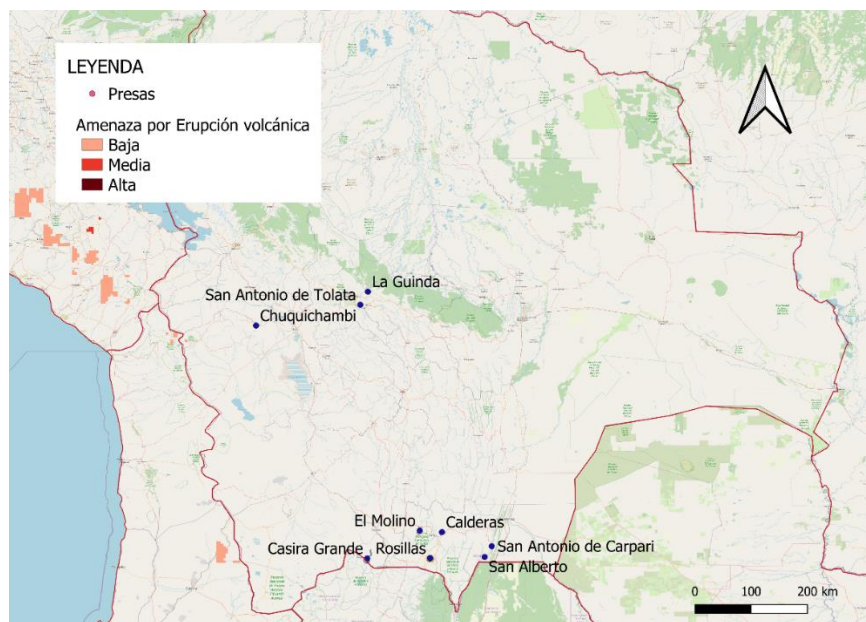 LEYENDA
Presas
Amenaza por Erupción volcánica
Baja
Media
Alta
La Guinda
San Antonio de Tolata
Chuquichambi
El Molino
Calderas
Casira Grande
Rosillas
San Antonio de Carpari
San Alberto
0 100 200 km